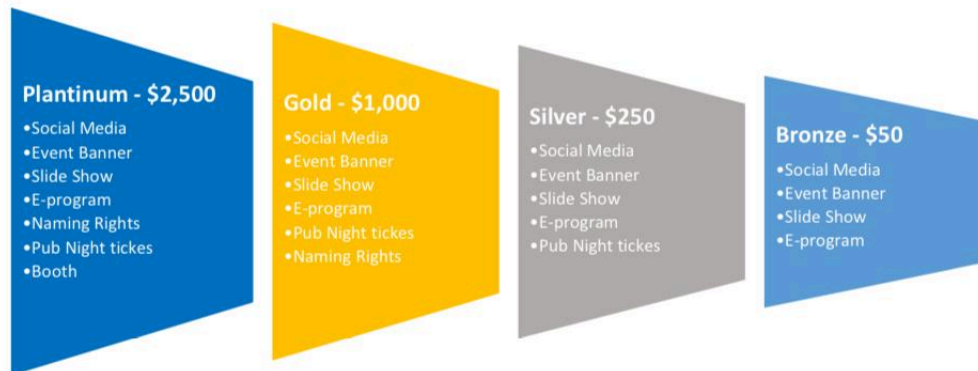 Plantinum - $2,500
•Social Media
•Event Banner
•Slide Show
•E-program
•Naming Rights
•Pub Night tickes
•Booth
Gold - $1,000
•Social Media
•Event Banner
•Slide Show
•E-program
•Pub Night tickes
•Naming Rights
Silver - $250
•Social Media
•Event Banner
•Slide Show
•E-program
•Pub Night tickes
Bronze - $50
•Social Media
•Event Banner
•Slide Show
•E-program